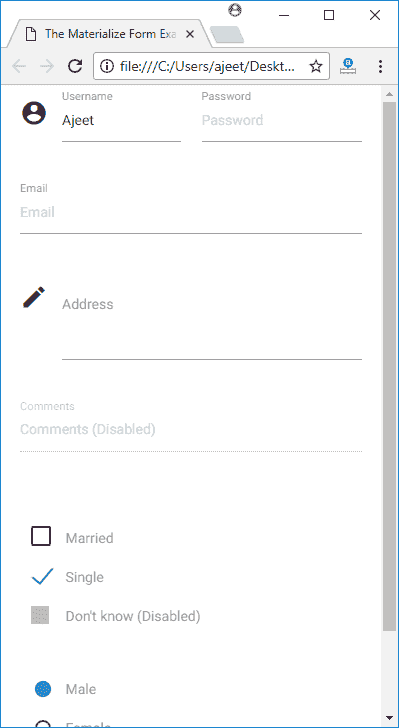 The Materialize Form Exa
file:///C:/Users/ajeet/Deskt...
Username Password
Ajeet Password
Email
Email
Address
Comments
Comments (Disabled)
Married
Single
Don't know (Disabled)
Male
Female